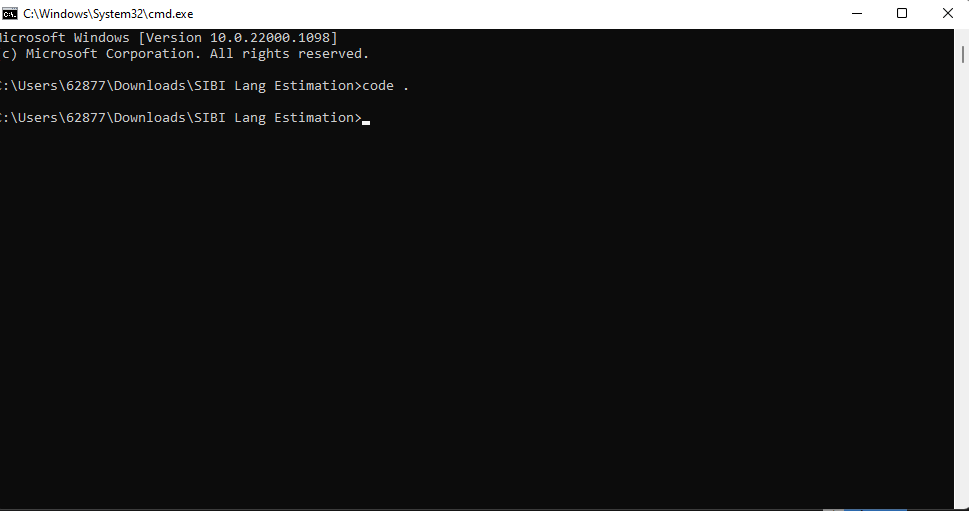 C:\Windows\System32\cmd.exe
Microsoft Windows [Version 10.0.22000.1098]
(c) Microsoft Corporation. All rights reserved.
C:\Users\62877\Downloads\SIBI Lang Estimation>code .
C:\Users\62877\Downloads\SIBI Lang Estimation>